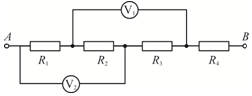 V₁
A
B
R₁ R₂ R₃ R₄
V₂